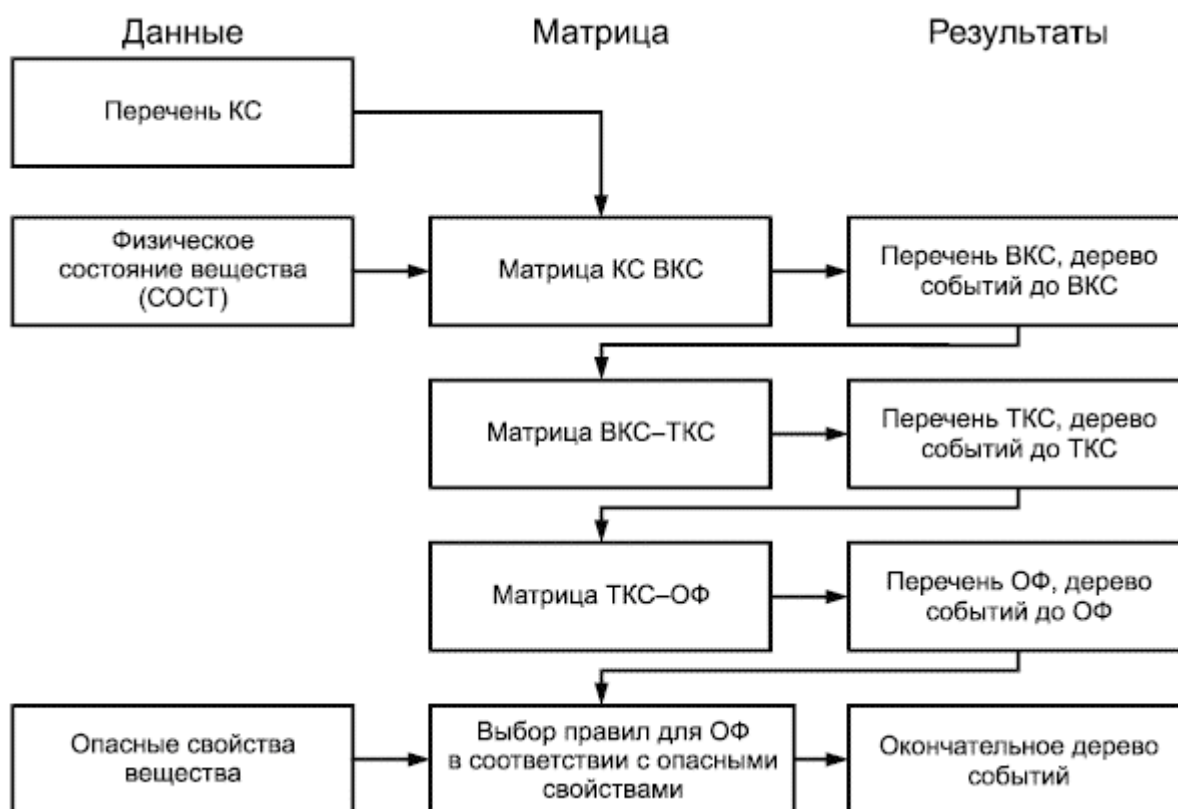 Данные
Матрица
Результаты
Перечень КС
Физическое
состояние вещества
(СОСТ)
Матрица КС ВКС
Перечень ВКС, дерево
событий до ВКС
Матрица ВКС–ТКС
Перечень ТКС, дерево
событий до ТКС
Матрица ТКС–ОФ
Перечень ОФ, дерево
событий до ОФ
Опасные свойства
вещества
Выбор правил для ОФ
в соответствии с опасными
свойствами
Окончательное дерево
событий